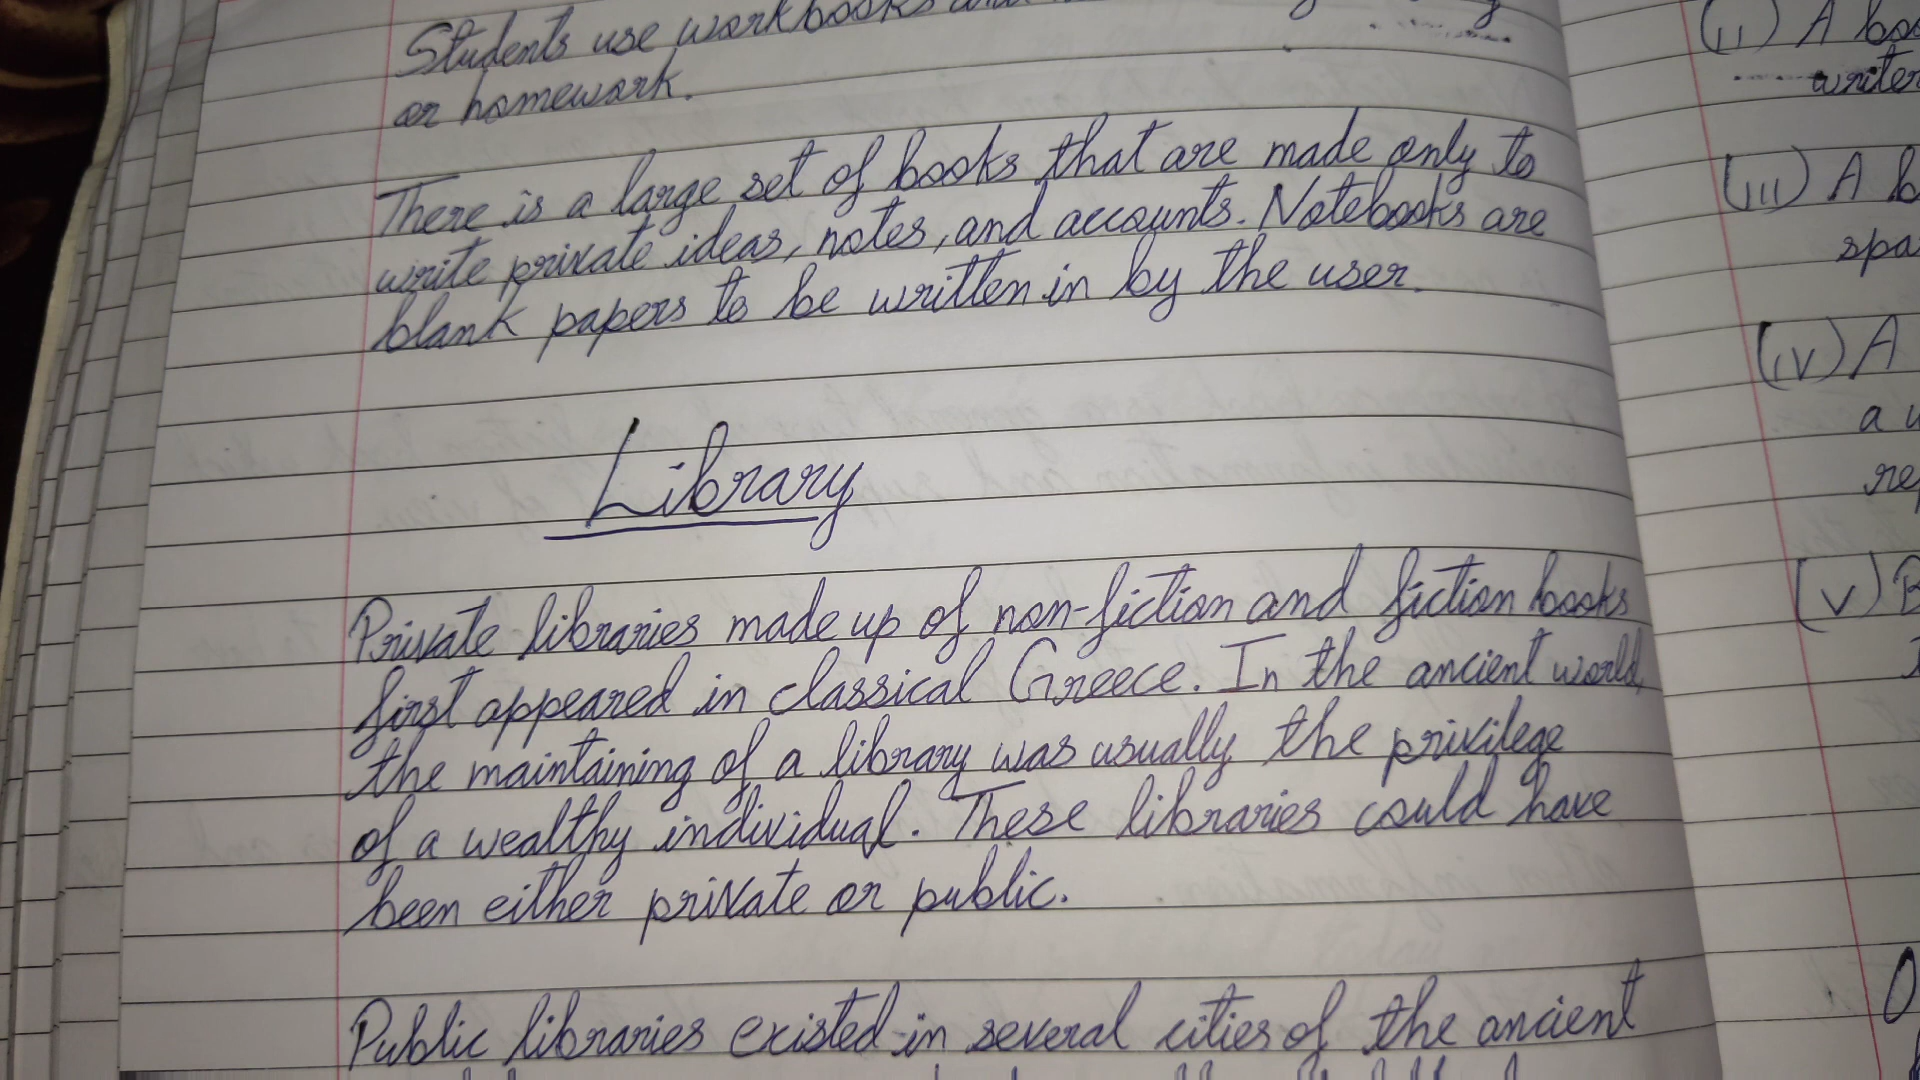 Students use workbooks
or homework.
There is a large set of books that are made only to
write private ideas, notes, and accounts. Notebooks are
blank papers to be written in by the user.
Library
Private libraries made up of non-fiction and fiction books
first appeared in classical Greece. In the ancient world,
the maintaining of a library was usually the privilege
of a wealthy individual. These libraries could have
been either private or public.
Public libraries existed in several cities of the ancient
(ii) A
writer
(iii) A
(iv) A
a
(v)